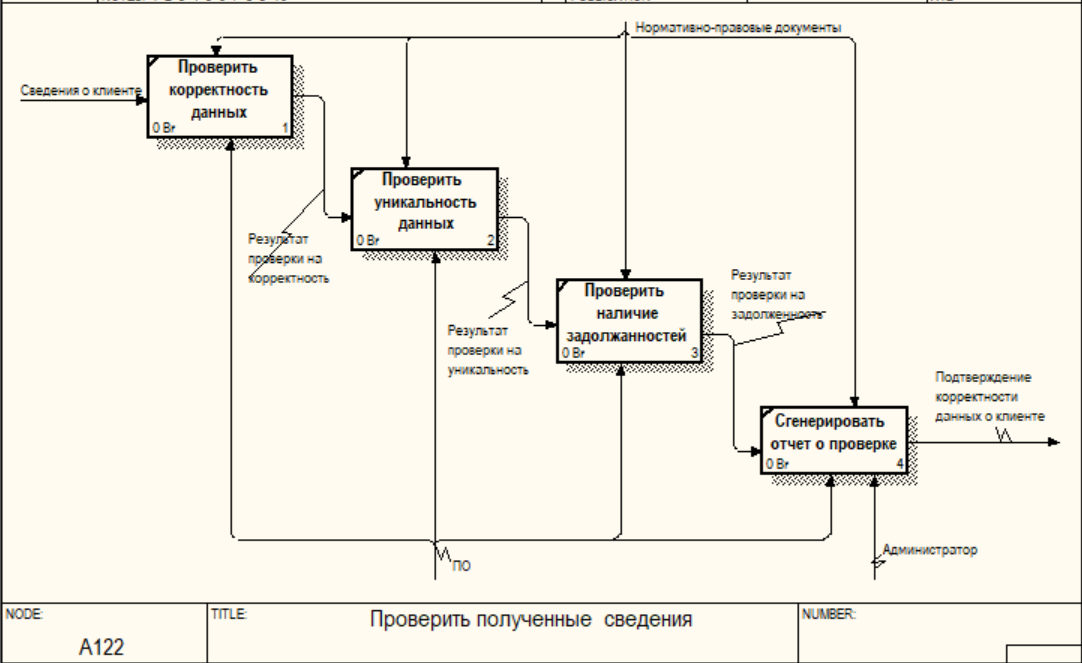 Нормативно-правовые документы
Сведения о клиенте
Проверить
корректность
данных
0 Br 1
Проверить
уникальность
данных
0 Br 2
Результат
проверки на
корректность
Проверить
наличие
задолжанностей
0 Br 3
Результат
проверки на
уникальность
Результат
проверки на
задолженность
Сгенерировать
отчет о проверке
0 Br 4
Подтверждение
корректности
данных о клиенте
ПО
Администратор
NODE:
A122
TITLE:
Проверить полученные сведения
NUMBER: